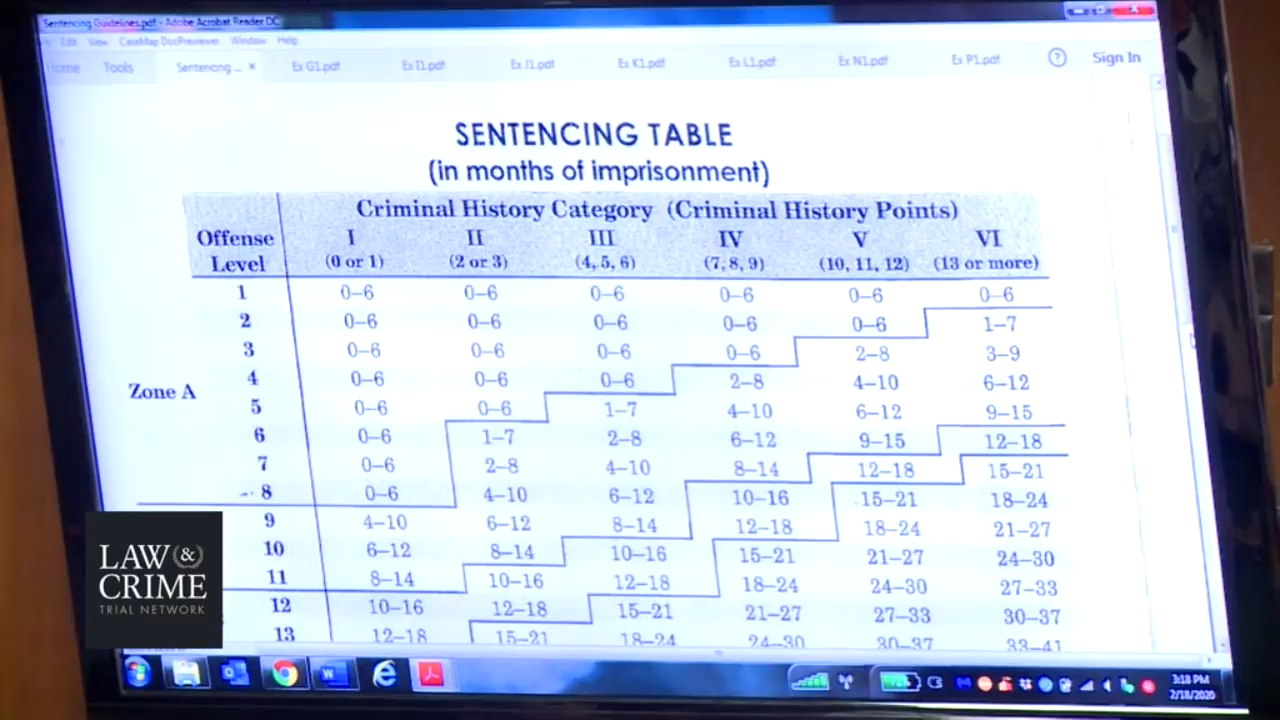 Sentencing Guidelines.pdf - Adobe Acrobat Reader DC
Edit View CaseMap DocPreviewer Window Help
Home Tools Sentencing ... × Ex G1.pdf Ex I1.pdf Ex J1.pdf Ex K1.pdf Ex L1.pdf Ex N1.pdf Ex P1.pdf ? Sign In
SENTENCING TABLE
(in months of imprisonment)
Criminal History Category (Criminal History Points)
Offense I II III IV V VI
Level (0 or 1) (2 or 3) (4, 5, 6) (7, 8, 9) (10, 11, 12) (13 or more)
1 0–6 0–6 0–6 0–6 0–6 0–6
2 0–6 0–6 0–6 0–6 0–6 1–7
3 0–6 0–6 0–6 0–6 2–8 3–9
Zone A 4 0–6 0–6 0–6 2–8 4–10 6–12
5 0–6 0–6 1–7 4–10 6–12 9–15
6 0–6 1–7 2–8 6–12 9–15 12–18
7 0–6 2–8 4–10 8–14 12–18 15–21
8 0–6 4–10 6–12 10–16 15–21 18–24
9 4–10 6–12 8–14 12–18 18–24 21–27
10 6–12 8–14 10–16 15–21 21–27 24–30
11 8–14 10–16 12–18 18–24 24–30 27–33
12 10–16 12–18 15–21 21–27 27–33 30–37
13 12–18 15–21 18–24 24–30 30–37 33–41
LAW &
CRIME
TRIAL NETWORK
3:18 PM
2/18/2020